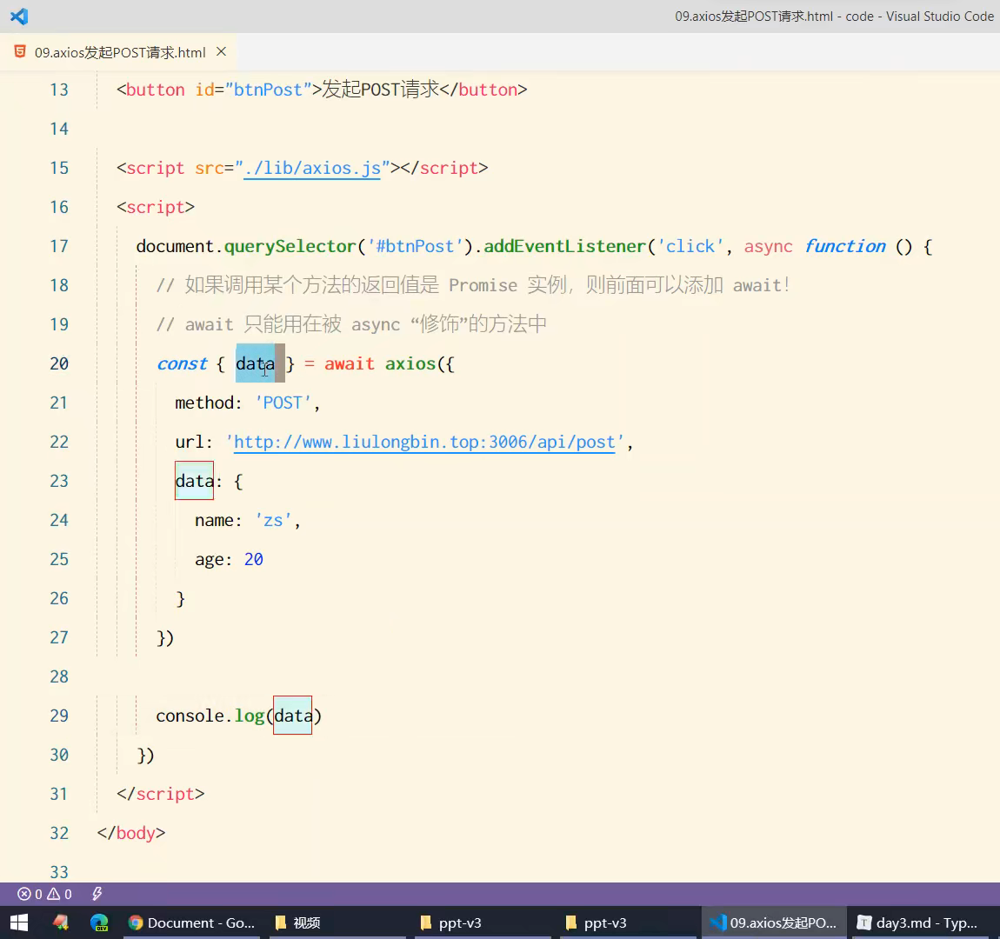 09.axios发起POST请求.html - code - Visual Studio Code
09.axios发起POST请求.html
13 <button id="btnPost">发起POST请求</button>
14
15 <script src="./lib/axios.js"></script>
16 <script>
17 document.querySelector('#btnPost').addEventListener('click', async function () {
18 // 如果调用某个方法的返回值是 Promise 实例，则前面可以添加 await！
19 // await 只能用在被 async “修饰”的方法中
20 const { data } = await axios({
21 method: 'POST',
22 url: 'http://www.liulongbin.top:3006/api/post',
23 data: {
24 name: 'zs',
25 age: 20
26 }
27 })
28
29 console.log(data)
30 })
31 </script>
32 </body>
33
0 0
DEV Document - Go... 视频 ppt-v3 ppt-v3 09.axios发起PO... T day3.md - Typ...